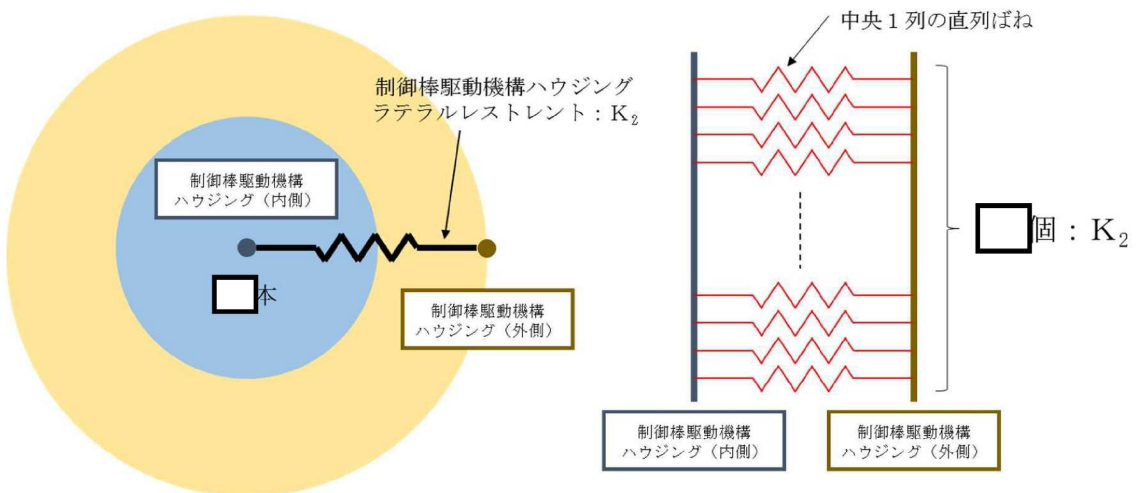 制御棒駆動機構ハウジング
ラテラルレストレント:K₂
制御棒駆動機構
ハウジング(内側)
本
制御棒駆動機構
ハウジング(外側)
中央1列の直列ばね
個:K₂
制御棒駆動機構
ハウジング(内側)
制御棒駆動機構
ハウジング(外側)